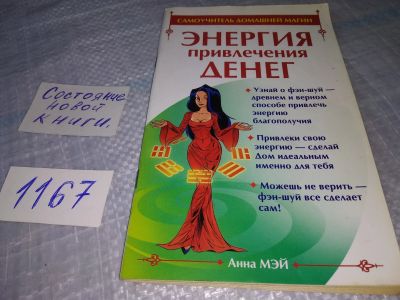 Состояние
новой
книги.
1167
САМОУЧИТЕЛЬ ДОМАШНЕЙ МАГИИ
ЭНЕРГИЯ
привлечения
ДЕНЕГ
• Узнай о фэн-шуй —
древнем и верном
способе привлечь
энергию
благополучия
• Привлеки свою
энергию — сделай
Дом идеальным
именно для тебя
• Можешь не верить —
фэн-шуй все сделает
сам!
Анна МЭЙ